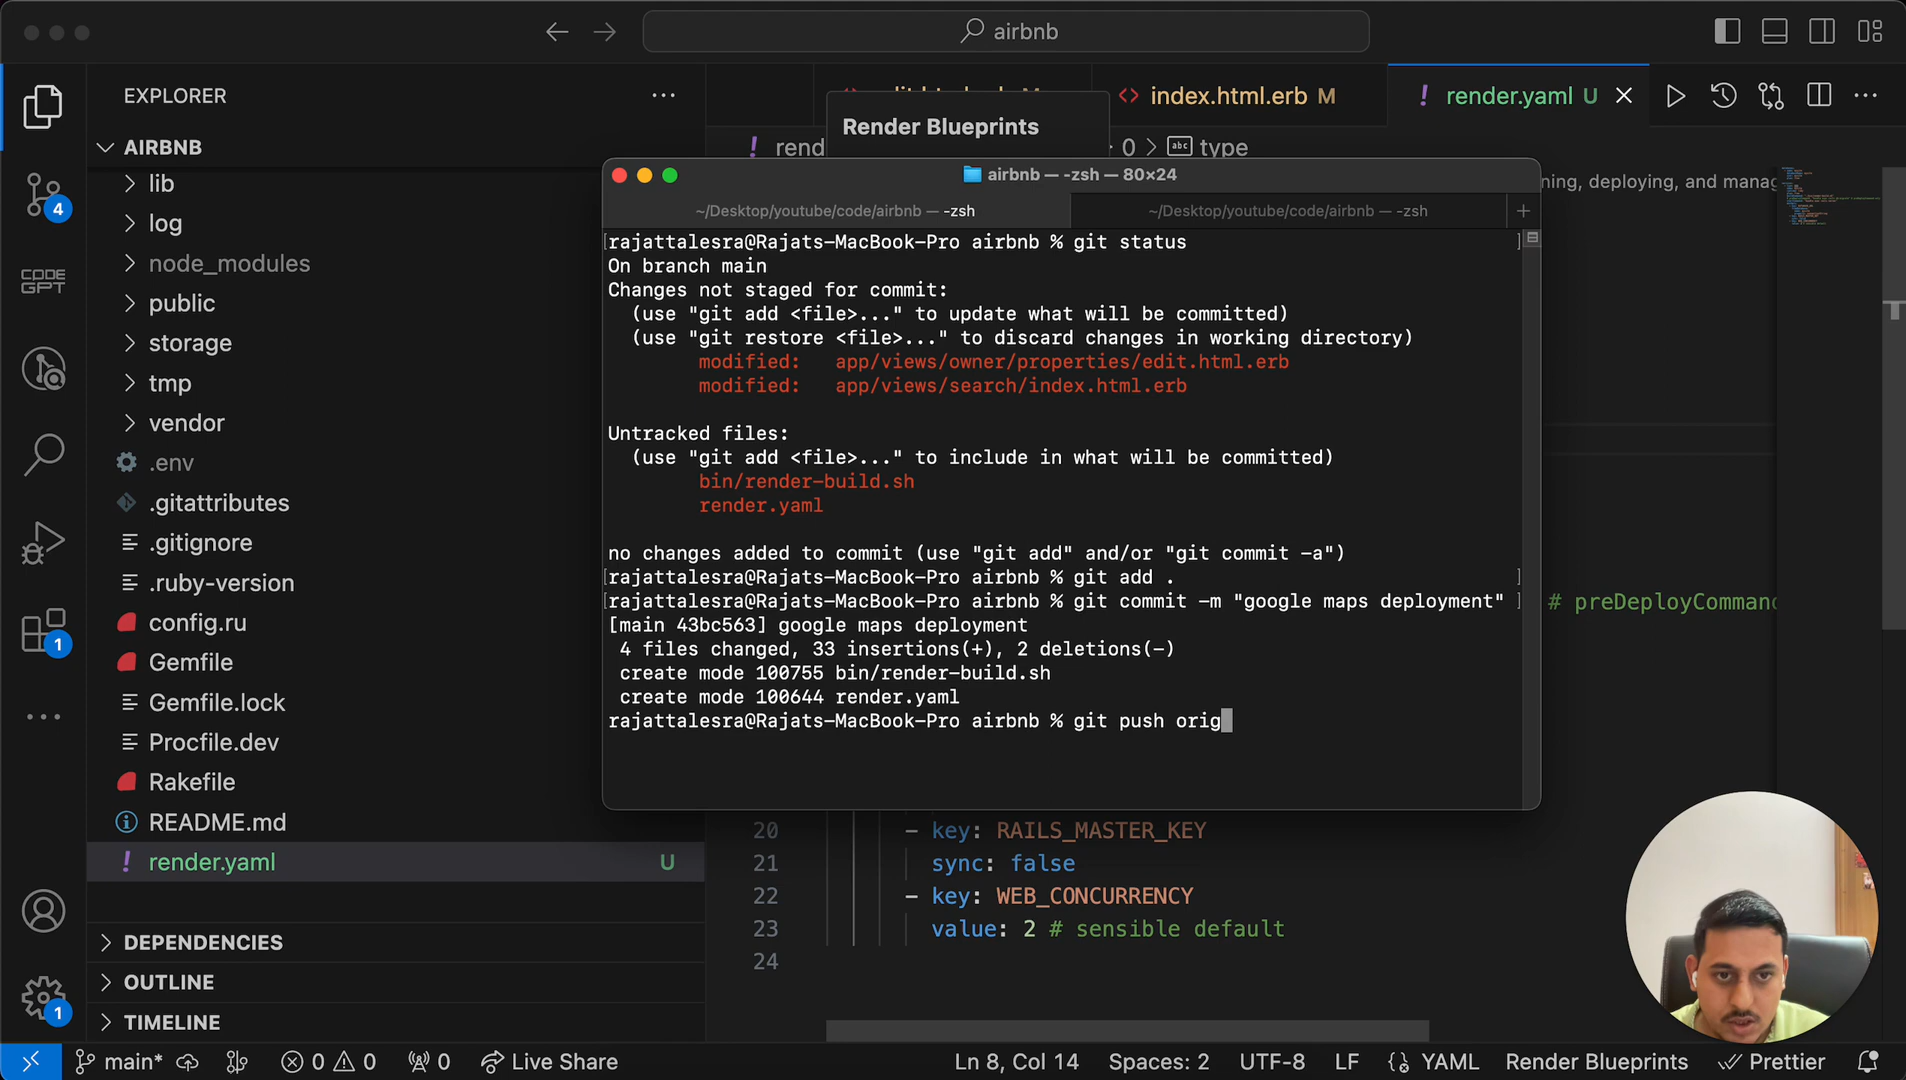 airbnb
EXPLORER
AIRBNB
lib
log
node_modules
public
storage
tmp
vendor
.env
.gitattributes
.gitignore
.ruby-version
config.ru
Gemfile
Gemfile.lock
Procfile.dev
Rakefile
README.md
render.yaml U
DEPENDENCIES
OUTLINE
TIMELINE
4
CODE
GPT
1
1
index.html.erb M
render.yaml U
Render Blueprints
rend
0 > abc type
ning, deploying, and manag
airbnb — -zsh — 80×24
~/Desktop/youtube/code/airbnb — -zsh
~/Desktop/youtube/code/airbnb — -zsh
[rajattalesra@Rajats-MacBook-Pro airbnb % git status ]
On branch main
Changes not staged for commit:
(use "git add <file>..." to update what will be committed)
(use "git restore <file>..." to discard changes in working directory)
modified: app/views/owner/properties/edit.html.erb
modified: app/views/search/index.html.erb
Untracked files:
(use "git add <file>..." to include in what will be committed)
bin/render-build.sh
render.yaml
no changes added to commit (use "git add" and/or "git commit -a")
[rajattalesra@Rajats-MacBook-Pro airbnb % git add . ]
[rajattalesra@Rajats-MacBook-Pro airbnb % git commit -m "google maps deployment" ]
[main 43bc563] google maps deployment
4 files changed, 33 insertions(+), 2 deletions(-)
create mode 100755 bin/render-build.sh
create mode 100644 render.yaml
rajattalesra@Rajats-MacBook-Pro airbnb % git push orig
# preDeployCommand
20 - key: RAILS_MASTER_KEY
21 sync: false
22 - key: WEB_CONCURRENCY
23 value: 2 # sensible default
24
main* 0 0 0 Live Share
Ln 8, Col 14 Spaces: 2 UTF-8 LF {} YAML Render Blueprints Prettier